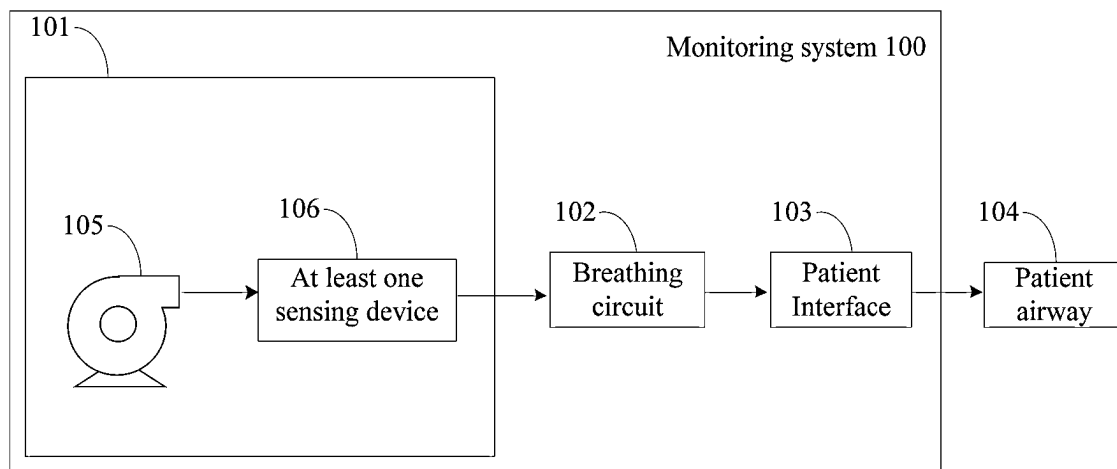 101
Monitoring system 100
105
106
102
103
104
At least one
sensing device
Breathing
circuit
Patient
Interface
Patient
airway